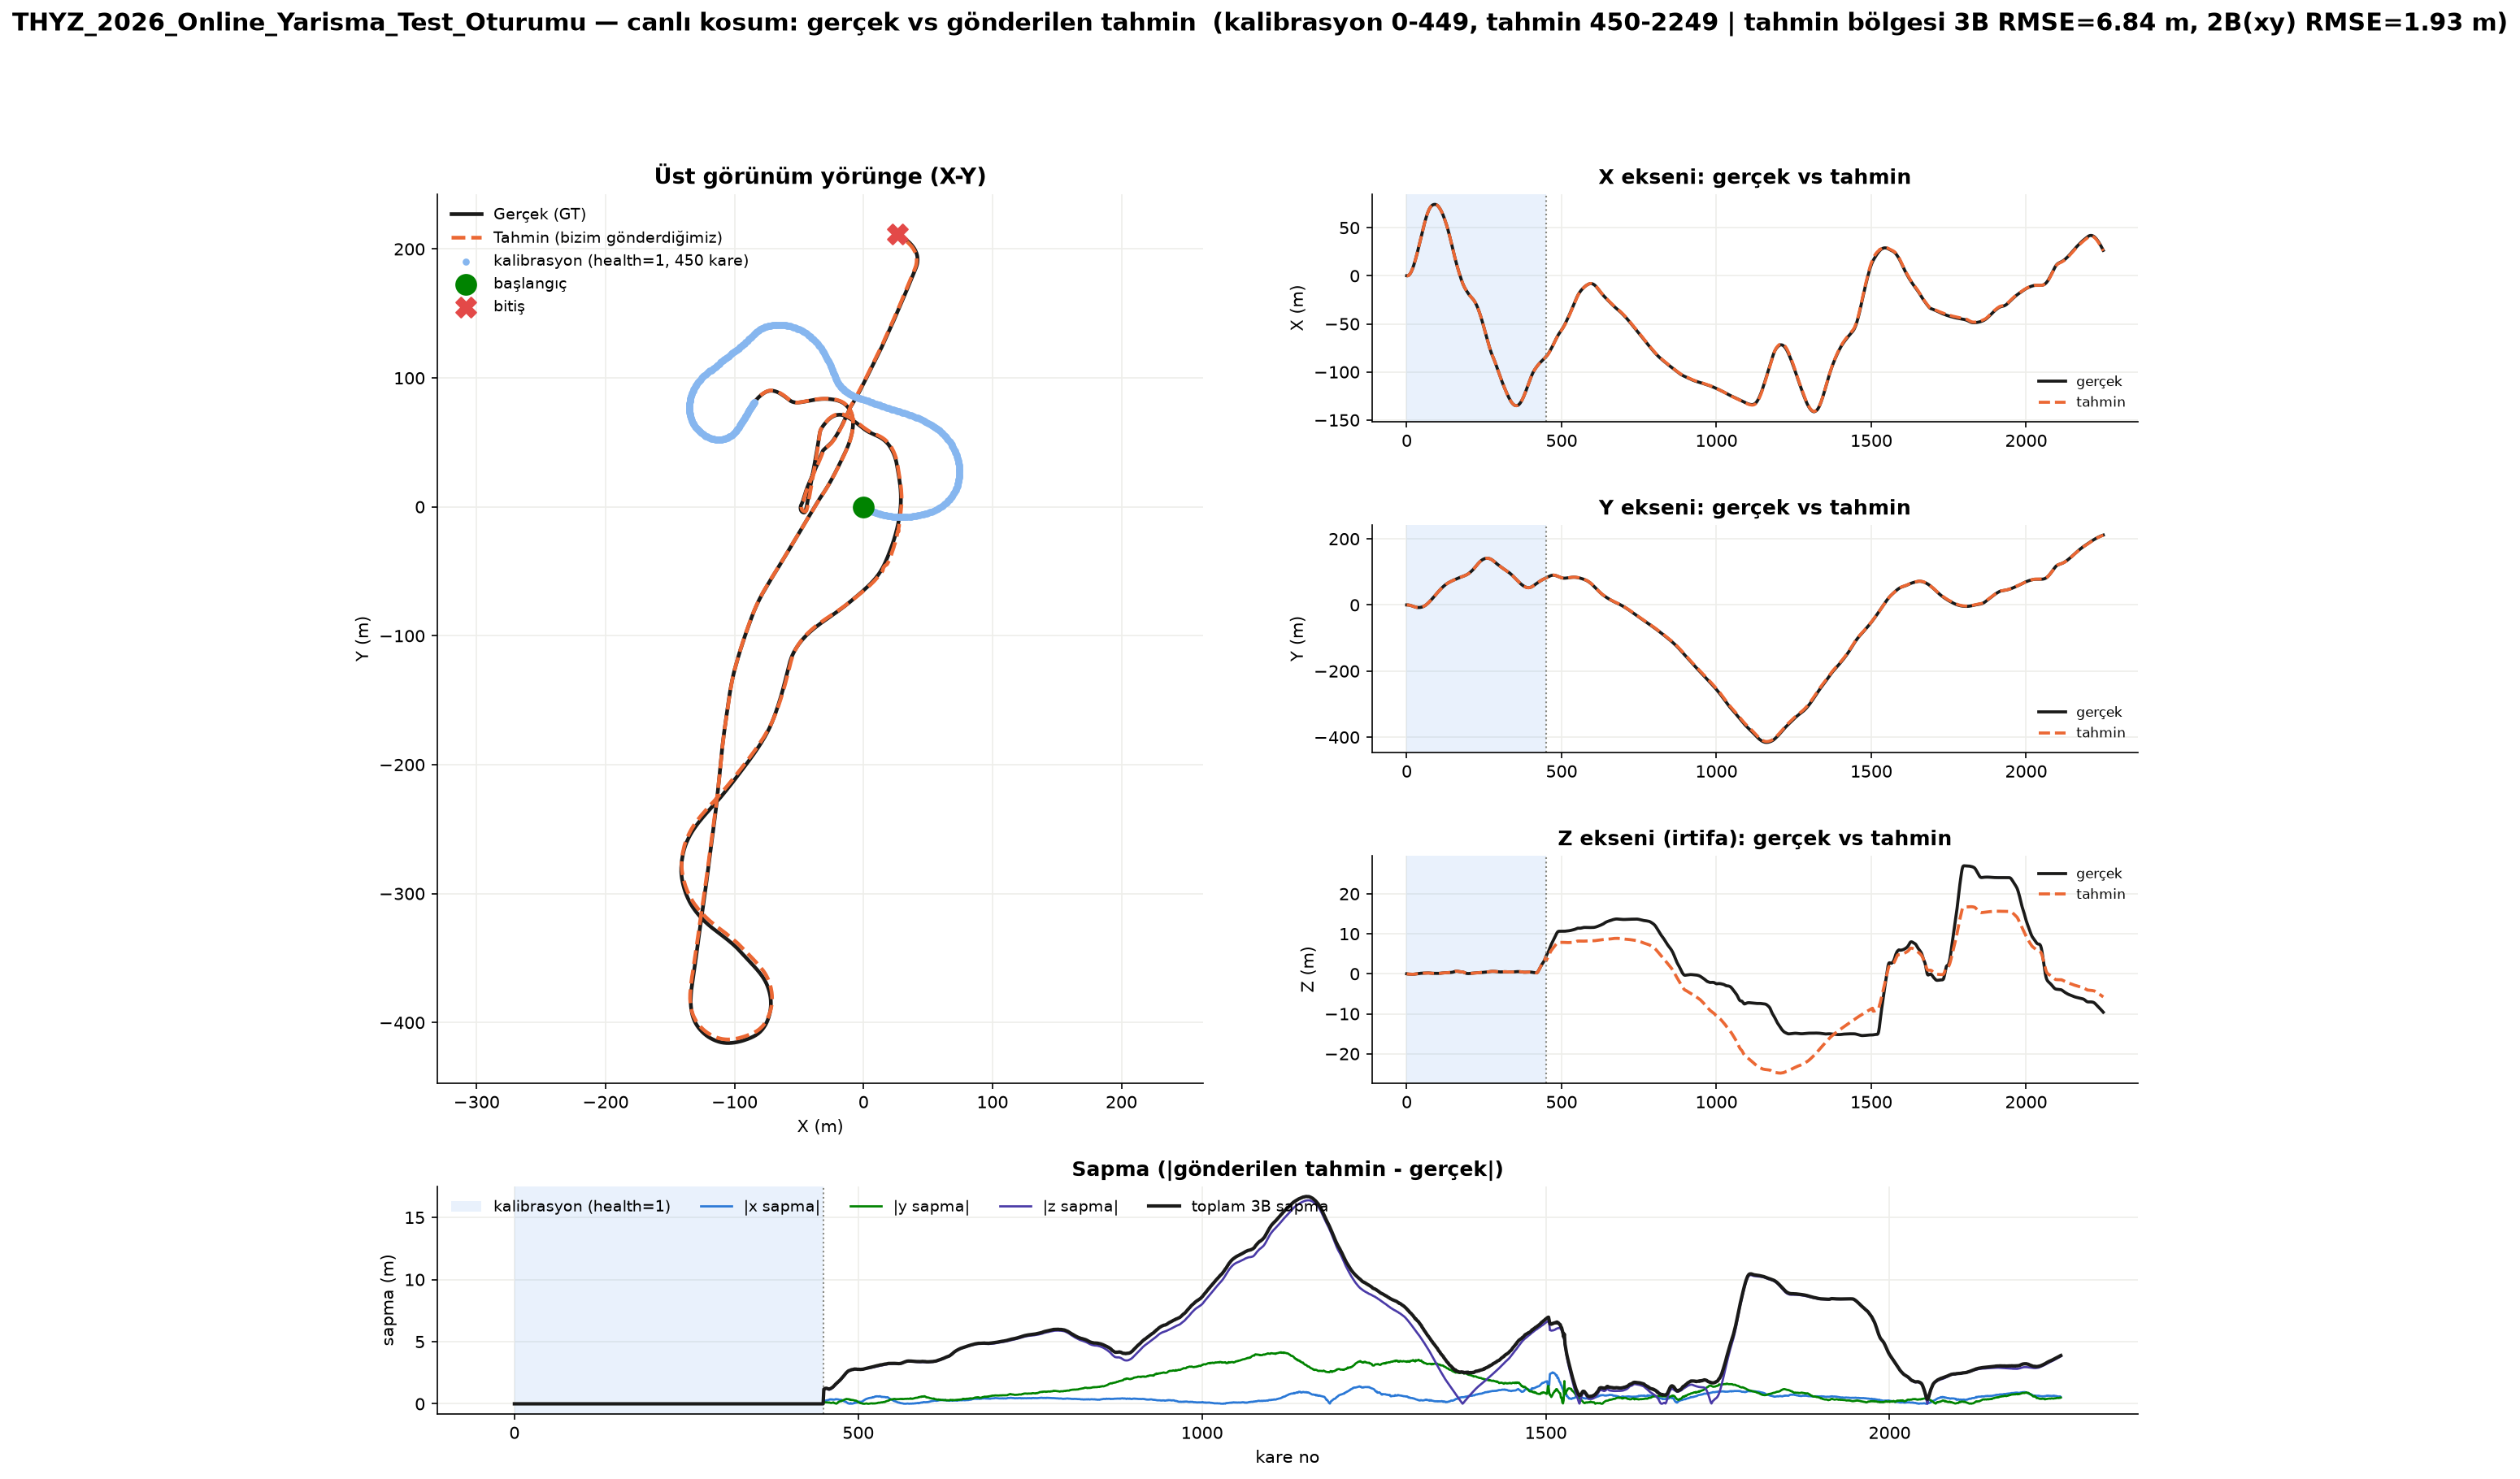 THYZ_2026_Online_Yarisma_Test_Oturumu — canlı kosum: gerçek vs gönderilen tahmin  (kalibrasyon 0-449, tahmin 450-2249 | tahmin bölgesi 3B RMSE=6.84 m, 2B(xy) RMSE=1.93 m)
Üst görünüm yörünge (X-Y)
Gerçek (GT)
Tahmin (bizim gönderdiğimiz)
kalibrasyon (health=1, 450 kare)
başlangıç
bitiş
200
100
0
−100
−200
−300
−400
Y (m)
−300 −200 −100 0 100 200
X (m)
X ekseni: gerçek vs tahmin
50
0
−50
−100
−150
X (m)
gerçek
tahmin
0 500 1000 1500 2000
Y ekseni: gerçek vs tahmin
200
0
−200
−400
Y (m)
gerçek
tahmin
0 500 1000 1500 2000
Z ekseni (irtifa): gerçek vs tahmin
20
10
0
−10
−20
Z (m)
gerçek
tahmin
0 500 1000 1500 2000
Sapma (|gönderilen tahmin - gerçek|)
kalibrasyon (health=1) |x sapma| |y sapma| |z sapma| toplam 3B sapma
15
10
5
0
sapma (m)
0 500 1000 1500 2000
kare no